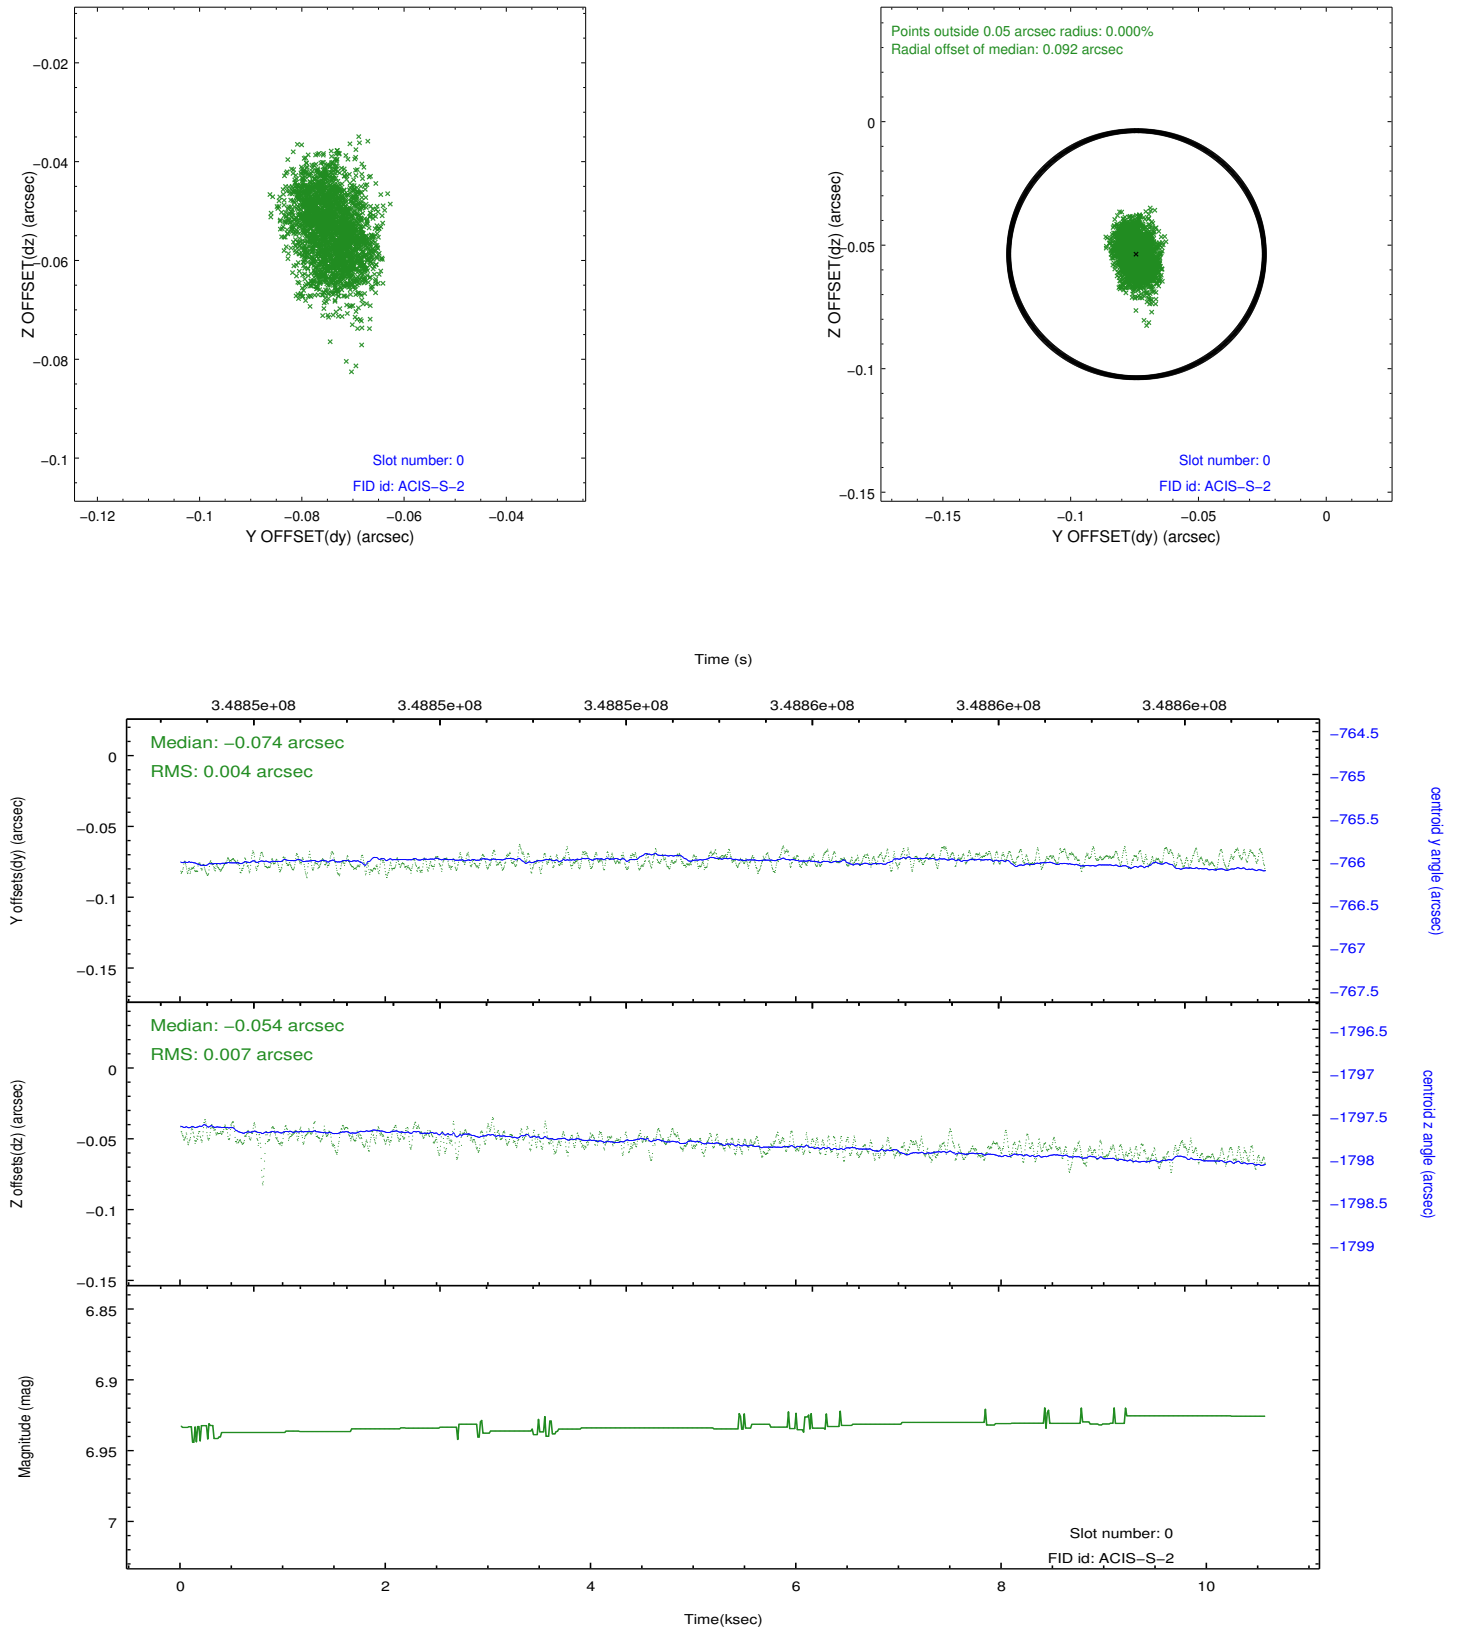 −0.02
−0.04
−0.06
−0.08
−0.1
Z OFFSET(dz) (arcsec)
Slot number: 0
FID id: ACIS−S−2
−0.12
−0.1
−0.08
−0.06
−0.04
Y OFFSET(dy) (arcsec)
Points outside 0.05 arcsec radius: 0.000%
Radial offset of median: 0.092 arcsec
0
−0.05
−0.1
−0.15
Z OFFSET(dz) (arcsec)
Slot number: 0
FID id: ACIS−S−2
−0.15
−0.1
−0.05
0
Y OFFSET(dy) (arcsec)
Time (s)
3.4885e+08
3.4885e+08
3.4885e+08
3.4886e+08
3.4886e+08
3.4886e+08
Median: −0.074 arcsec
RMS: 0.004 arcsec
0
−0.05
−0.1
−0.15
Y offsets(dy) (arcsec)
−764.5
−765
−765.5
−766
−766.5
−767
−767.5
centroid y angle (arcsec)
Median: −0.054 arcsec
RMS: 0.007 arcsec
0
−0.05
−0.1
−0.15
Z offsets(dz) (arcsec)
−1796.5
−1797
−1797.5
−1798
−1798.5
−1799
centroid z angle (arcsec)
6.85
6.9
6.95
7
Magnitude (mag)
Slot number: 0
FID id: ACIS−S−2
0
2
4
6
8
10
Time(ksec)